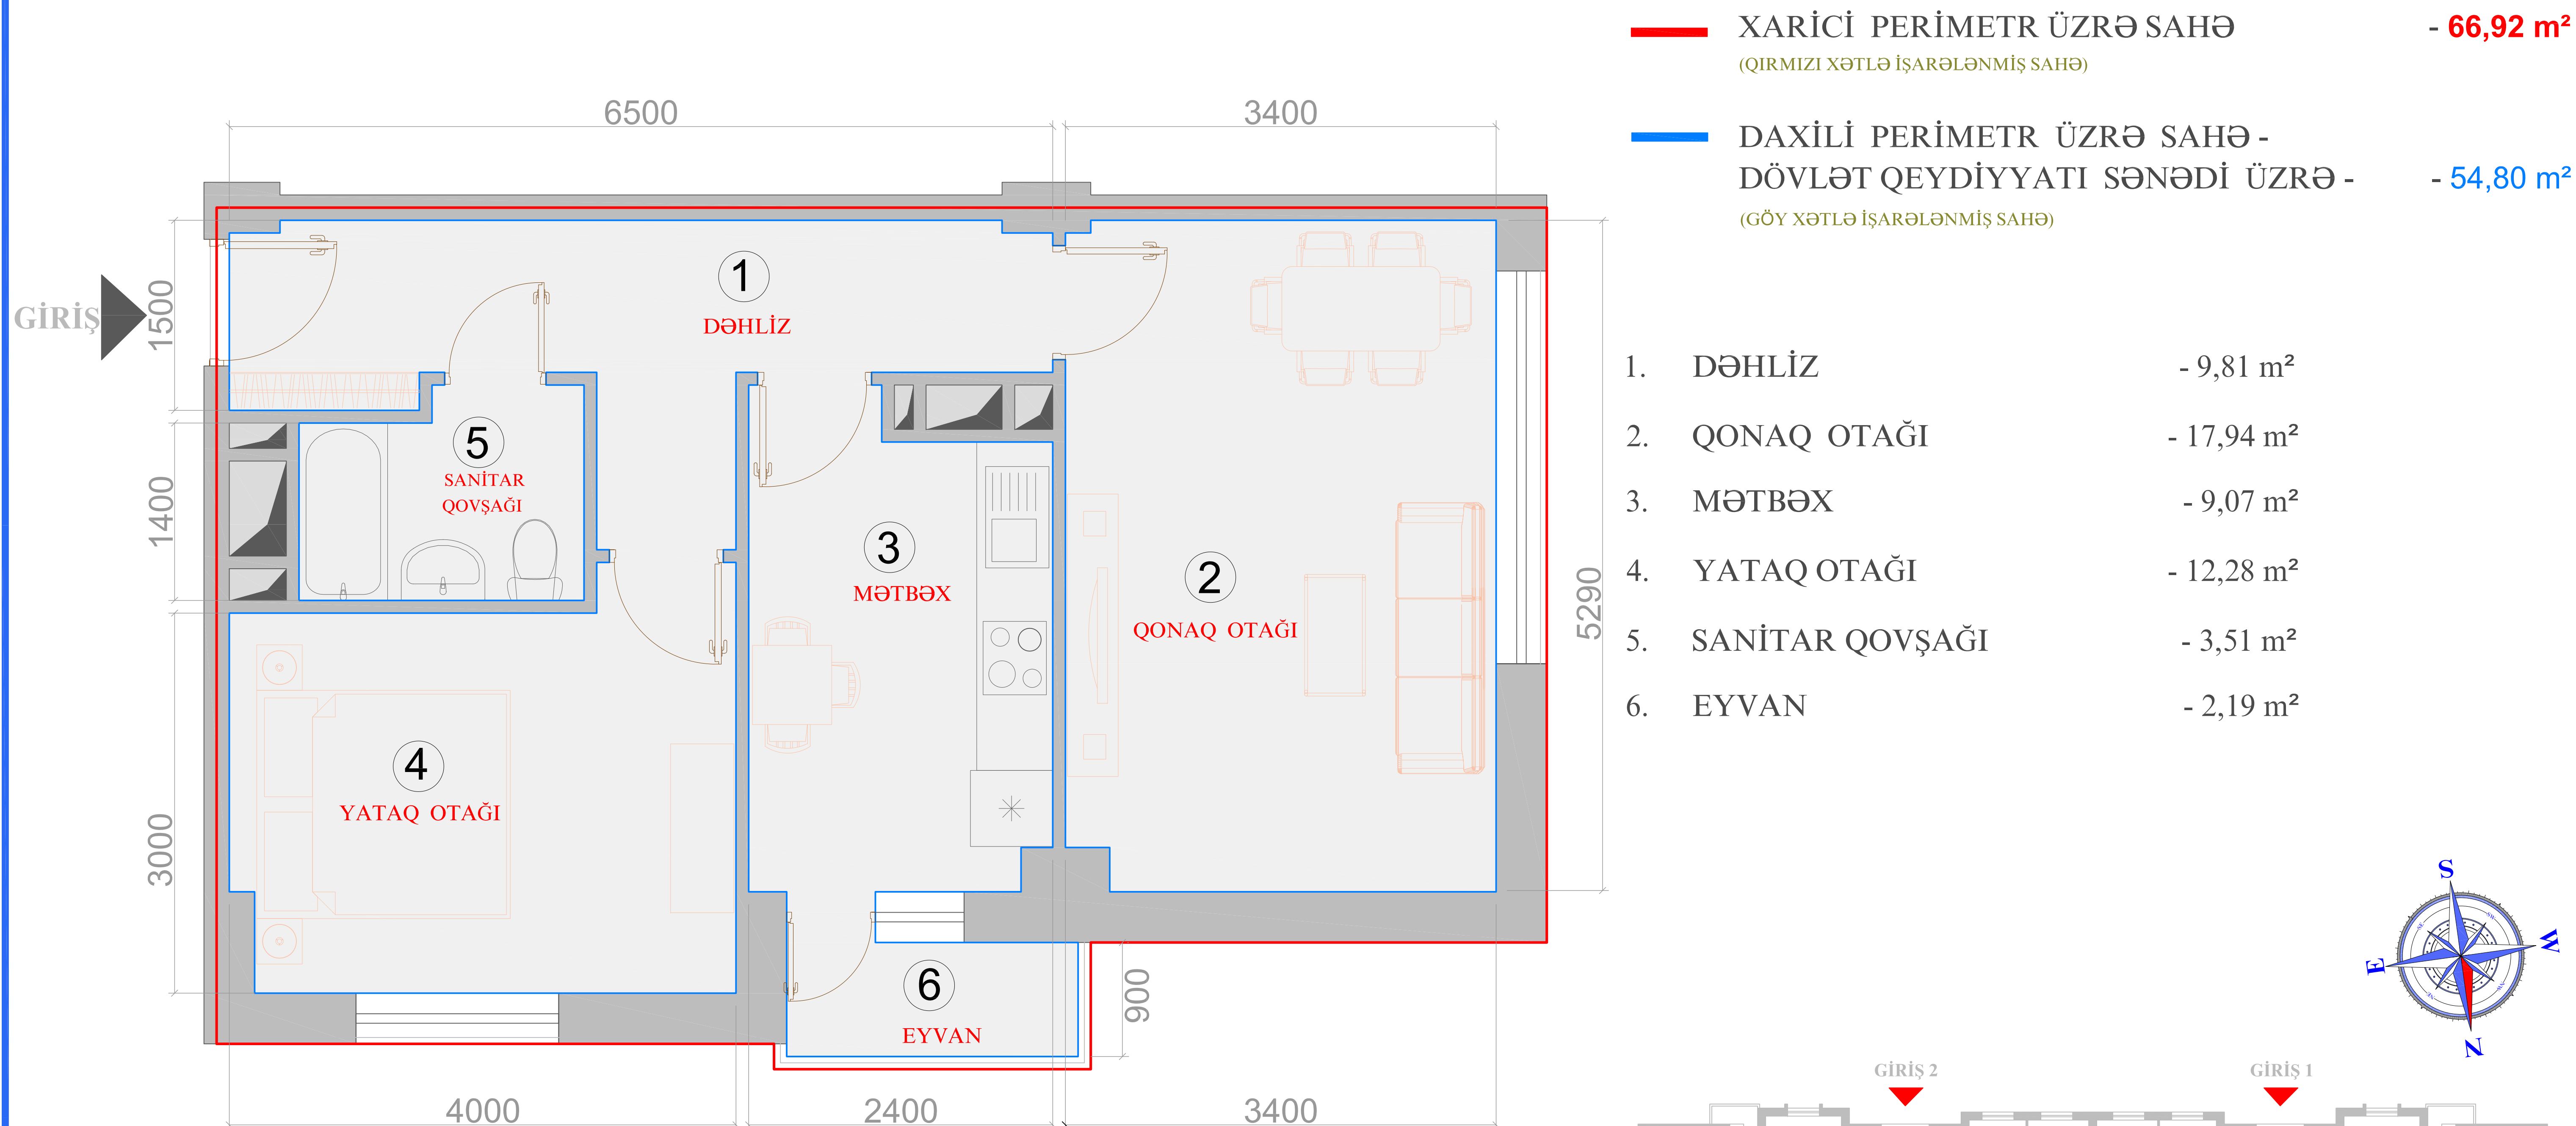 XARİCİ PERİMETR ÜZRƏ SAHƏ - 66,92 m²
(QIRMIZI XƏTLƏ İŞARƏLƏNMİŞ SAHƏ)
DAXİLİ PERİMETR ÜZRƏ SAHƏ -
DÖVLƏT QEYDİYYATI SƏNƏDİ ÜZRƏ - - 54,80 m²
(GÖY XƏTLƏ İŞARƏLƏNMİŞ SAHƏ)
6500
3400
GİRİŞ
1500
1400
3000
1
DƏHLİZ
5
SANİTAR
QOVŞAĞI
3
MƏTBƏX
2
QONAQ OTAĞI
4
YATAQ OTAĞI
6
EYVAN
5290
900
4000
2400
3400
1. DƏHLİZ - 9,81 m²
2. QONAQ OTAĞI - 17,94 m²
3. MƏTBƏX - 9,07 m²
4. YATAQ OTAĞI - 12,28 m²
5. SANİTAR QOVŞAĞI - 3,51 m²
6. EYVAN - 2,19 m²
S
W
E
N
GİRİŞ 2
GİRİŞ 1